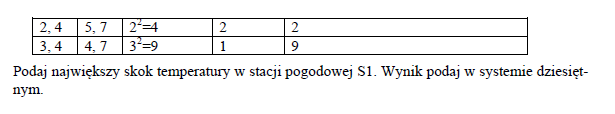 2, 4 5, 7 2²=4 2 2
3, 4 4, 7 3²=9 1 9
Podaj największy skok temperatury w stacji pogodowej S1. Wynik podaj w systemie dziesięt-
nym.